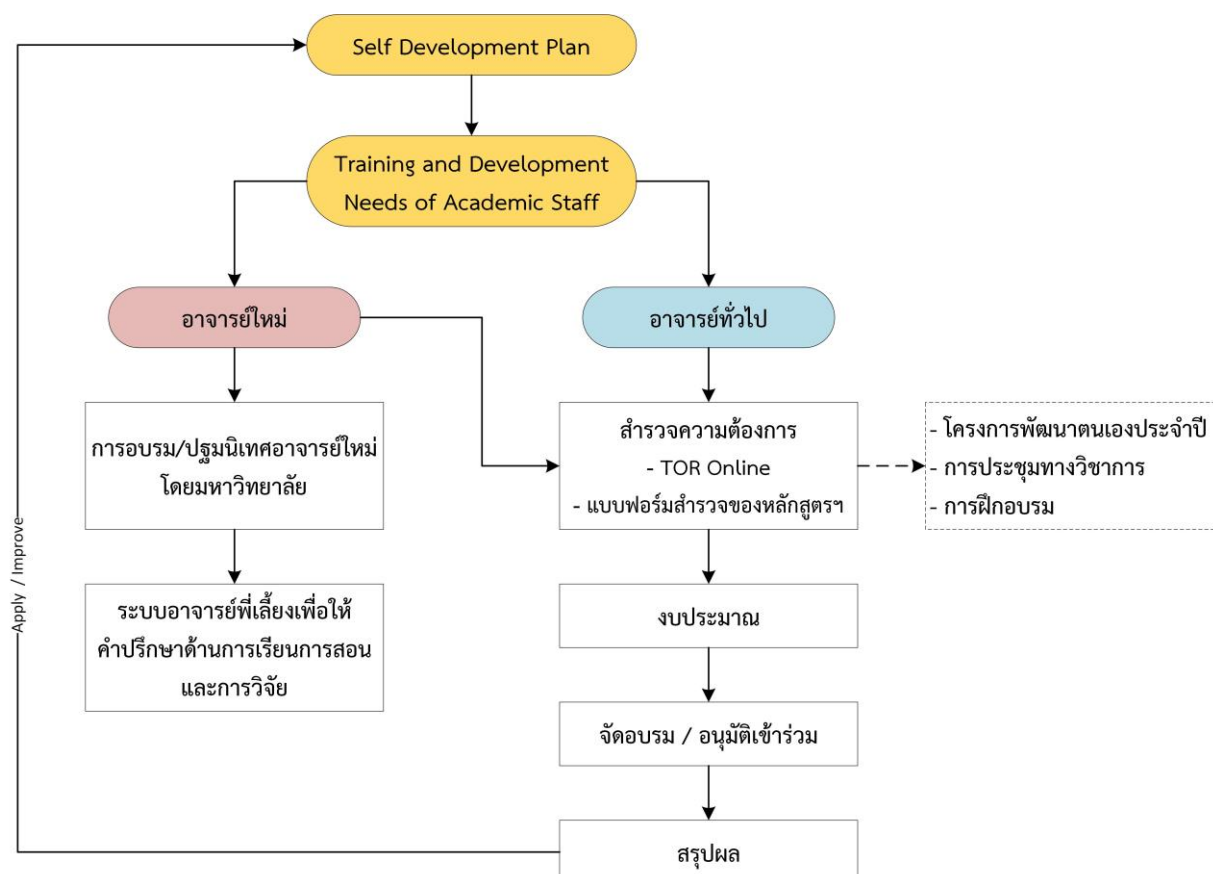 Self Development Plan
Training and Development
Needs of Academic Staff
อาจารย์ใหม่
อาจารย์ทั่วไป
การอบรม/ปฐมนิเทศอาจารย์ใหม่
โดยมหาวิทยาลัย
สำรวจความต้องการ
- TOR Online
- แบบฟอร์มสำรวจของหลักสูตรฯ
- โครงการพัฒนาตนเองประจำปี
- การประชุมทางวิชาการ
- การฝึกอบรม
ระบบอาจารย์พี่เลี้ยงเพื่อให้
คำปรึกษาด้านการเรียนการสอน
และการวิจัย
งบประมาณ
จัดอบรม / อนุมัติเข้าร่วม
สรุปผล
Apply / Improve